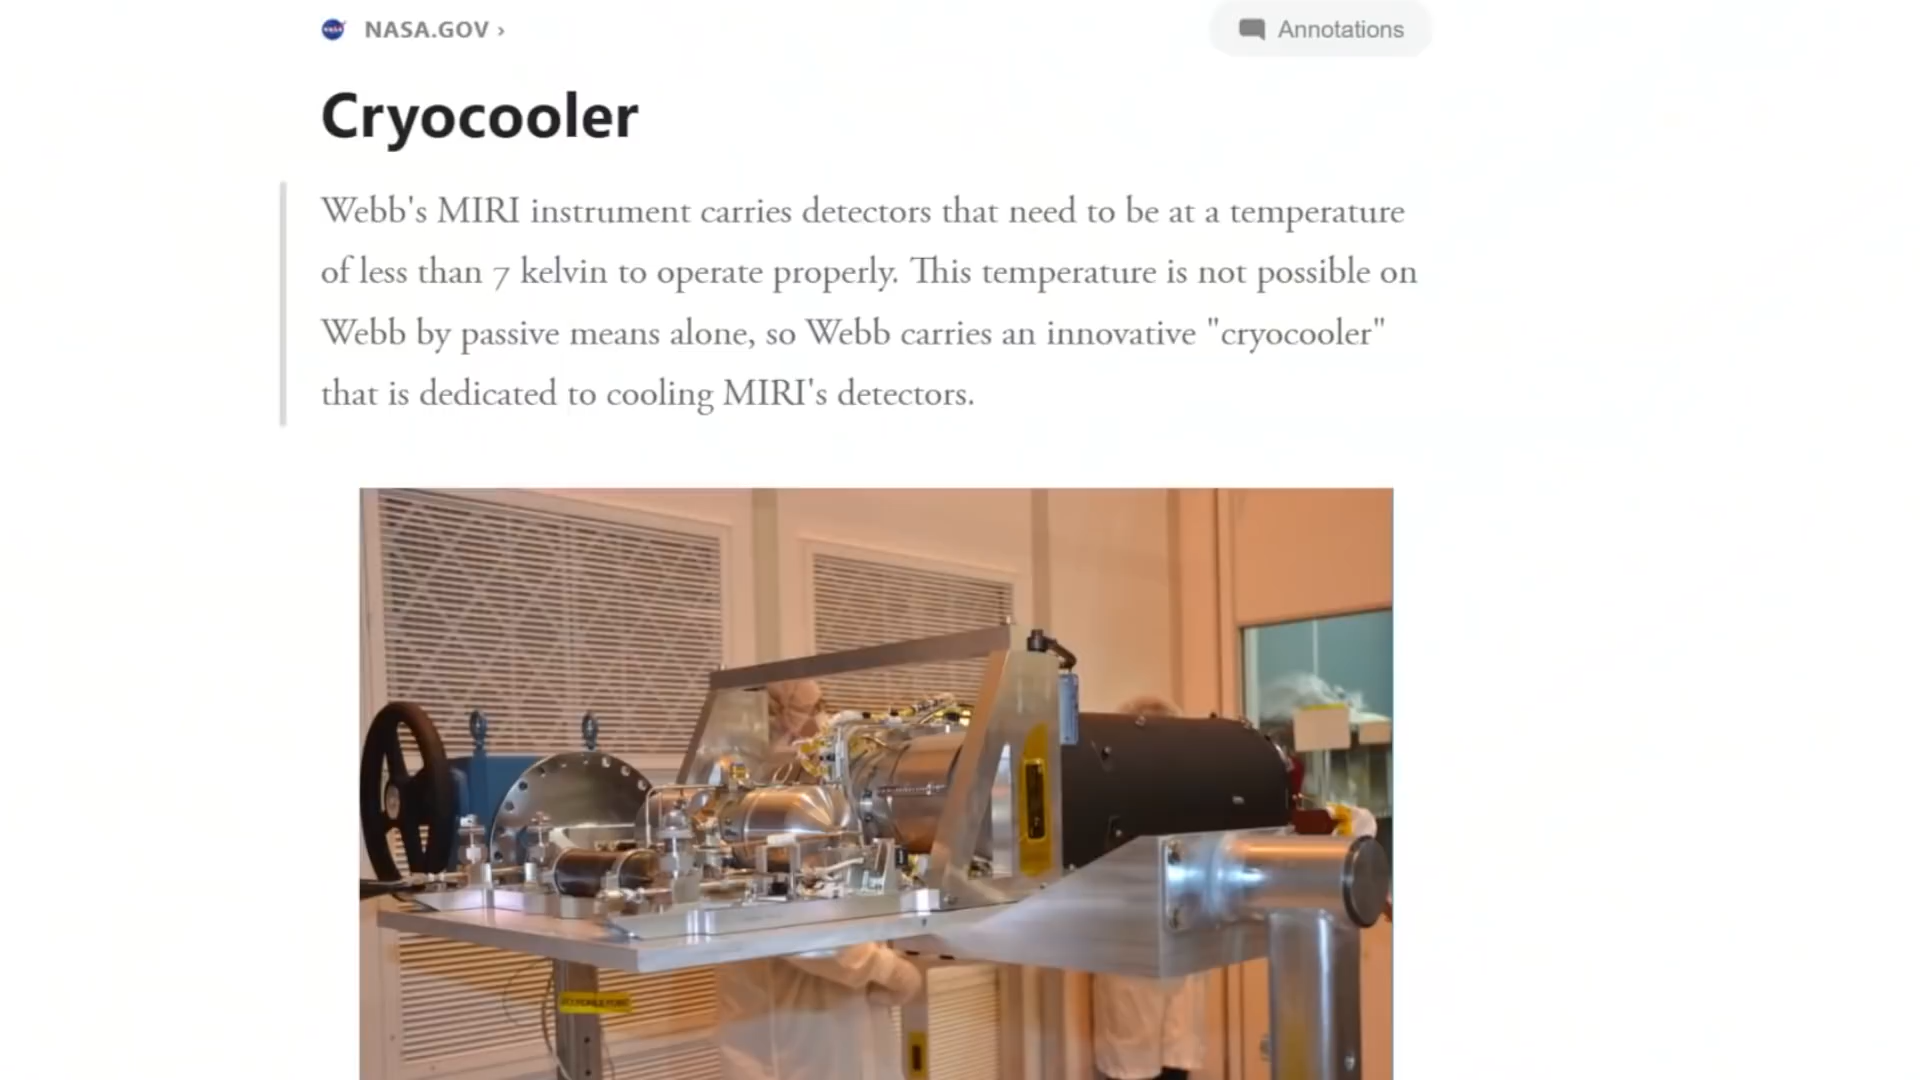 NASA.GOV ›
Annotations
Cryocooler
Webb's MIRI instrument carries detectors that need to be at a temperature
of less than 7 kelvin to operate properly. This temperature is not possible on
Webb by passive means alone, so Webb carries an innovative "cryocooler"
that is dedicated to cooling MIRI's detectors.